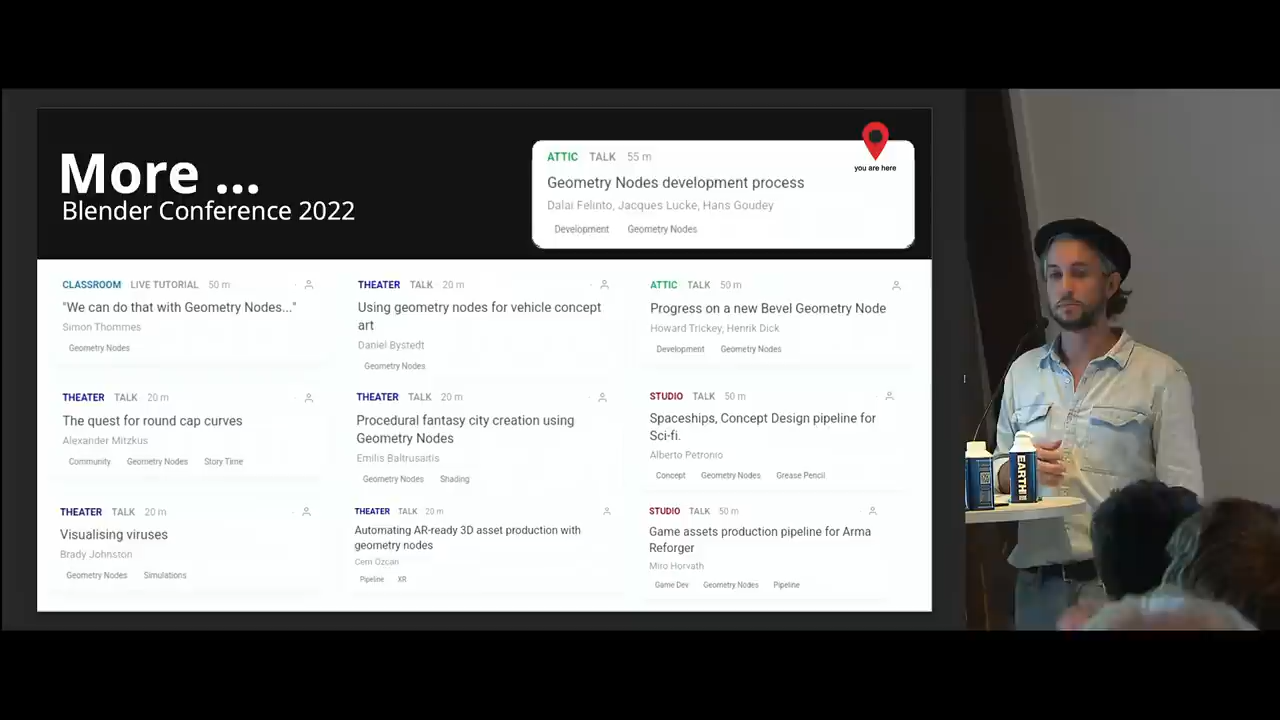 More ...
Blender Conference 2022
ATTIC TALK 55 m
you are here
Geometry Nodes development process
Dalai Felinto, Jacques Lucke, Hans Goudey
Development Geometry Nodes
CLASSROOM LIVE TUTORIAL 50 m
"We can do that with Geometry Nodes..."
Simon Thommes
Geometry Nodes
THEATER TALK 20 m
Using geometry nodes for vehicle concept
art
Daniel Bystedt
Geometry Nodes
ATTIC TALK 50 m
Progress on a new Bevel Geometry Node
Howard Trickey, Henrik Dick
Development Geometry Nodes
THEATER TALK 20 m
The quest for round cap curves
Alexander Mitzkus
Community Geometry Nodes Story Time
THEATER TALK 20 m
Procedural fantasy city creation using
Geometry Nodes
Emilis Baltrusaitis
Geometry Nodes Shading
STUDIO TALK 50 m
Spaceships, Concept Design pipeline for
Sci-fi.
Alberto Petronio
Concept Geometry Nodes Grease Pencil
THEATER TALK 20 m
Visualising viruses
Brady Johnston
Geometry Nodes Simulations
THEATER TALK 20 m
Automating AR-ready 3D asset production with
geometry nodes
Cem Ozcan
Pipeline XR
STUDIO TALK 50 m
Game assets production pipeline for Arma
Reforger
Miro Horvath
Game Dev Geometry Nodes Pipeline
EARTH